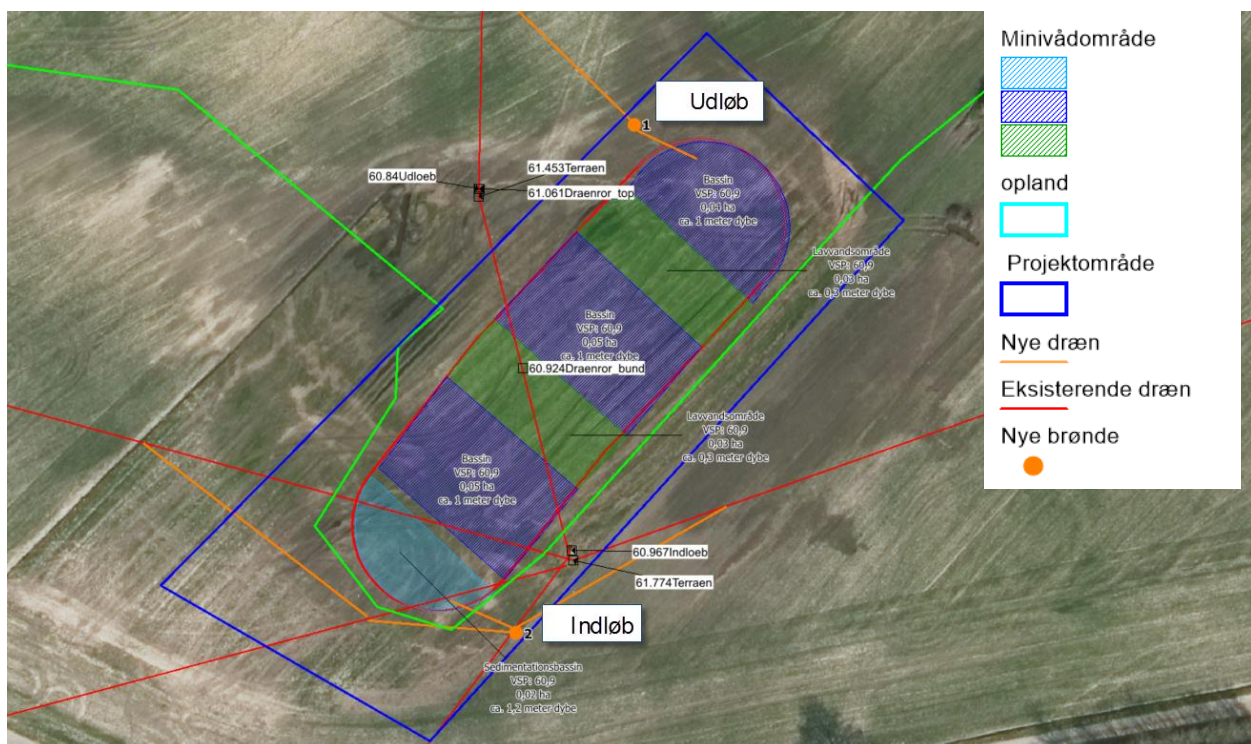 Udløb
1
61.453Terraen
60.84Udloeb
61.061Draenror_top
Bassin
VSP: 60,9
0,04 ha
ca. 1 meter dybe
Lavvandsområde
VSP: 60,9
0,03 ha
ca. 0,3 meter dybe
Bassin
VSP: 60,9
0,05 ha
ca. 1 meter dybe
60.924Draenror_bund
Lavvandsområde
VSP: 60,9
0,03 ha
ca. 0,3 meter dybe
Bassin
VSP: 60,9
0,05 ha
ca. 1 meter dybe
60.967Indloeb
61.774Terraen
2
Indløb
Sedimentationsbassin
VSP: 60,9
0,02 ha
ca. 1,2 meter dybe
Minivådområde
opland
Projektområde
Nye dræn
Eksisterende dræn
Nye brønde